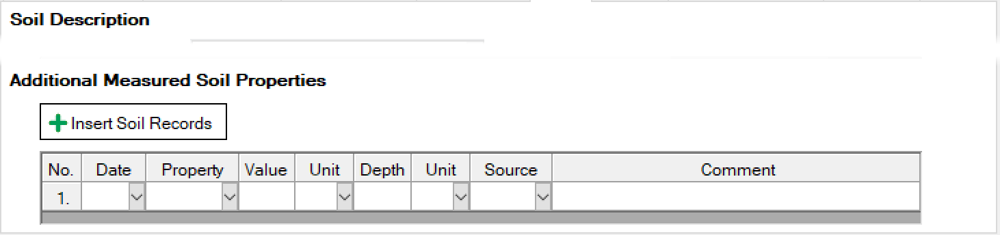 Soil Description
Additional Measured Soil Properties
Insert Soil Records
No. Date Property Value Unit Depth Unit Source Comment
1.